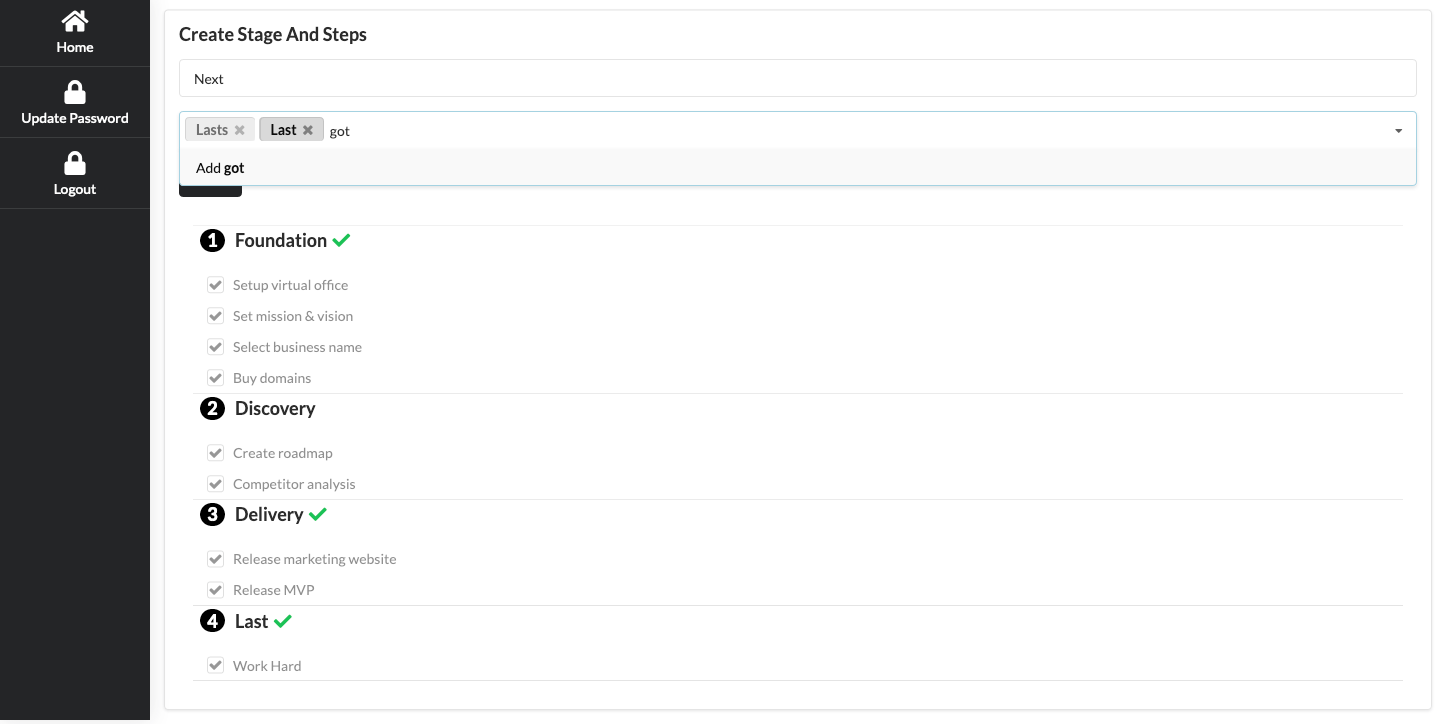 Home
Update Password
Logout
Create Stage And Steps
Next
Lasts Last got
Add got
1 Foundation
Setup virtual office
Set mission & vision
Select business name
Buy domains
2 Discovery
Create roadmap
Competitor analysis
3 Delivery
Release marketing website
Release MVP
4 Last
Work Hard